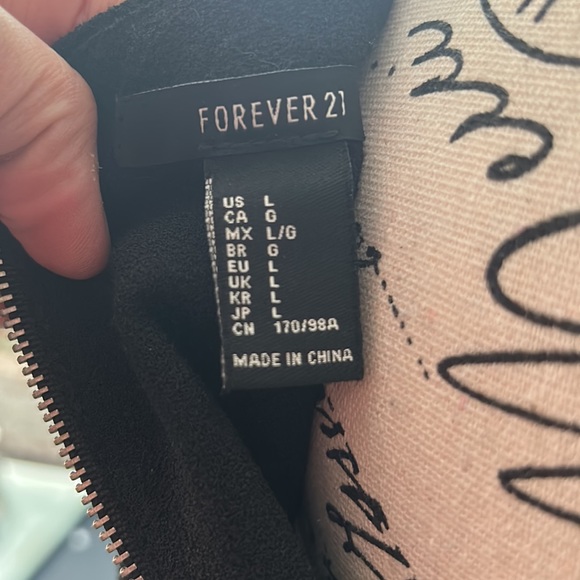 FOREVER 21
US L
CA G
MX L/G
BR G
EU L
UK L
KR L
JP L
CN 170/98A
MADE IN CHINA